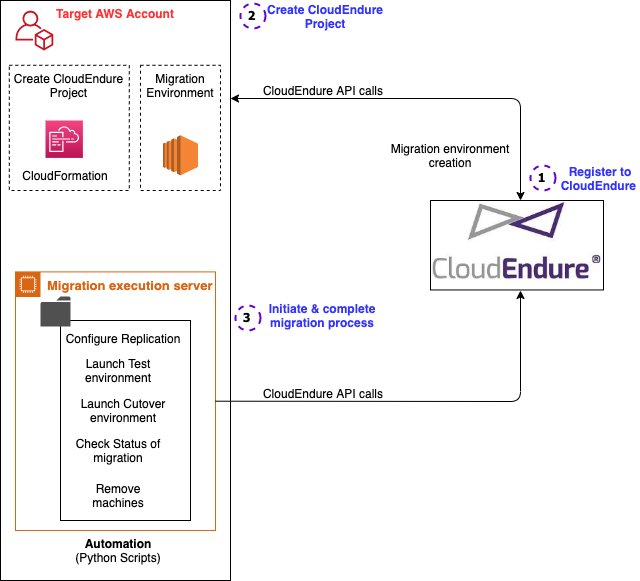 Target AWS Account
2
Create CloudEndure
Project
Create CloudEndure
Project
CloudFormation
Migration
Environment
CloudEndure API calls
Migration environment
creation
1
Register to
CloudEndure
CloudEndure®
Migration execution server
3
Initiate & complete
migration process
Configure Replication
Launch Test
environment
Launch Cutover
environment
Check Status of
migration
Remove
machines
CloudEndure API calls
Automation
(Python Scripts)